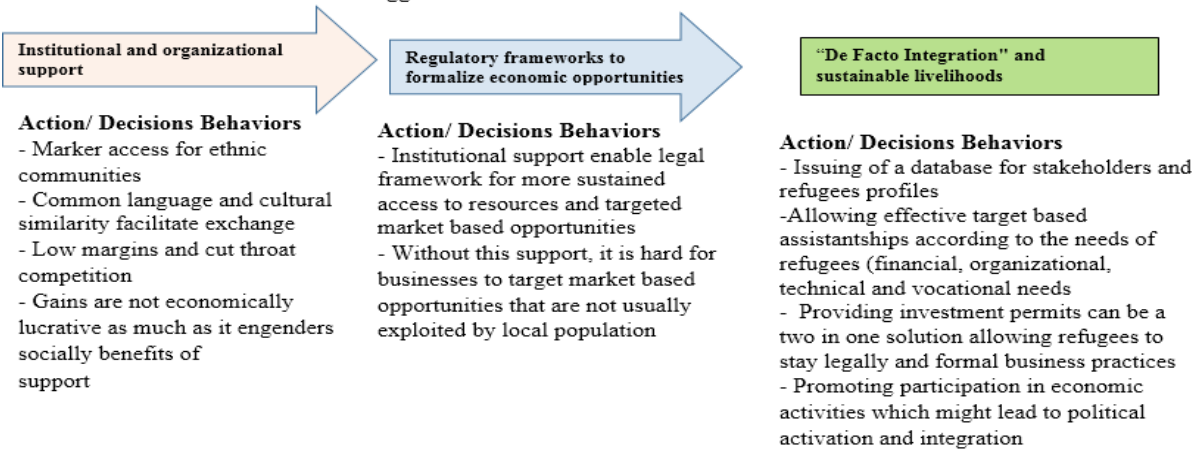 Institutional and organizational
support
Action/ Decisions Behaviors
- Marker access for ethnic
communities
- Common language and cultural
similarity facilitate exchange
- Low margins and cut throat
competition
- Gains are not economically
lucrative as much as it engenders
socially benefits of
support
Regulatory frameworks to
formalize economic opportunities
Action/ Decisions Behaviors
- Institutional support enable legal
framework for more sustained
access to resources and targeted
market based opportunities
- Without this support, it is hard for
businesses to target market based
opportunities that are not usually
exploited by local population
“De Facto Integration" and
sustainable livelihoods
Action/ Decisions Behaviors
- Issuing of a database for stakeholders and
refugees profiles
-Allowing effective target based
assistantships according to the needs of
refugees (financial, organizational,
technical and vocational needs
- Providing investment permits can be a
two in one solution allowing refugees to
stay legally and formal business practices
- Promoting participation in economic
activities which might lead to political
activation and integration